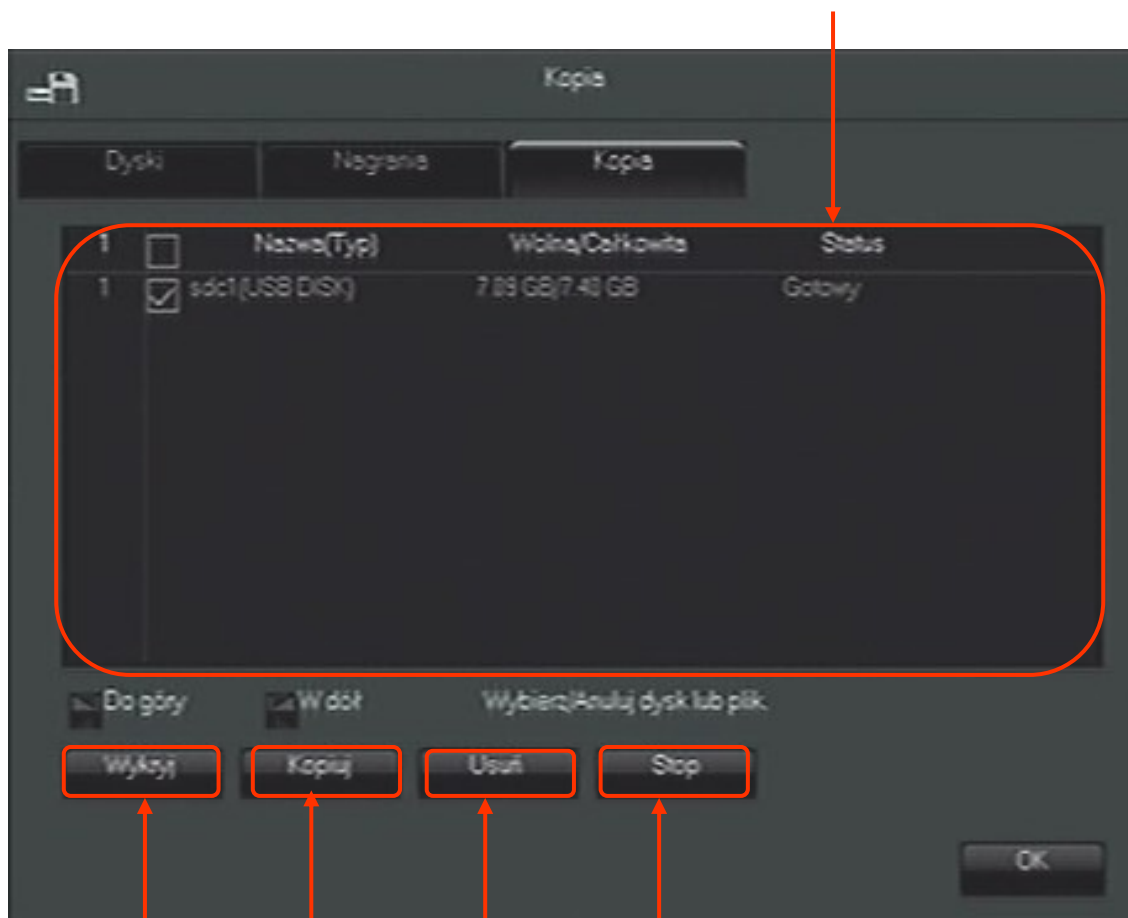 Kopia
Dyski Nagrania Kopia
1 Nazwa(Typ) Wolna/Całkowita Status
1 sdc1(USB DISK) 7.09 GB/7.40 GB Gotowy
Do góry W dół Wybierz/Anuluj dysk lub plik.
Wykryj Kopiuj Usuń Stop
OK